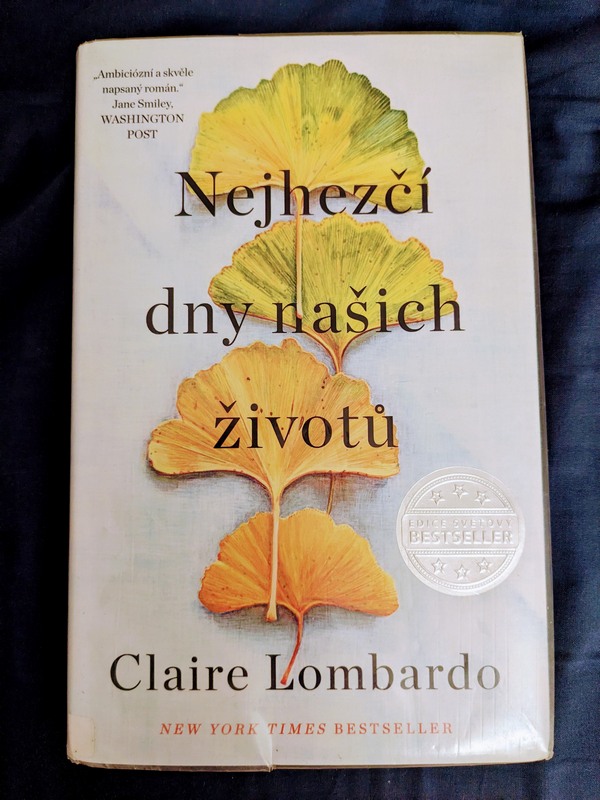 „Ambiciózní a skvěle
napsaný román.“
Jane Smiley,
WASHINGTON
POST
Nejhezčí
dny našich
životů
EDICE SVĚTOVÝ
BESTSELLER
Claire Lombardo
NEW YORK TIMES BESTSELLER